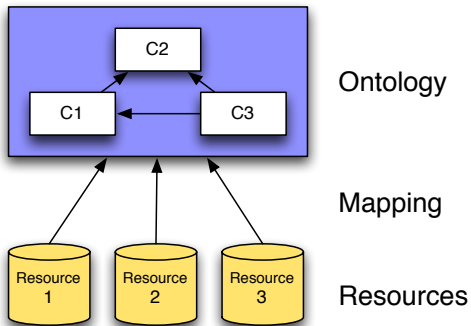 C2
C1
C3
Ontology
Mapping
Resource
1
Resource
2
Resource
3
Resources